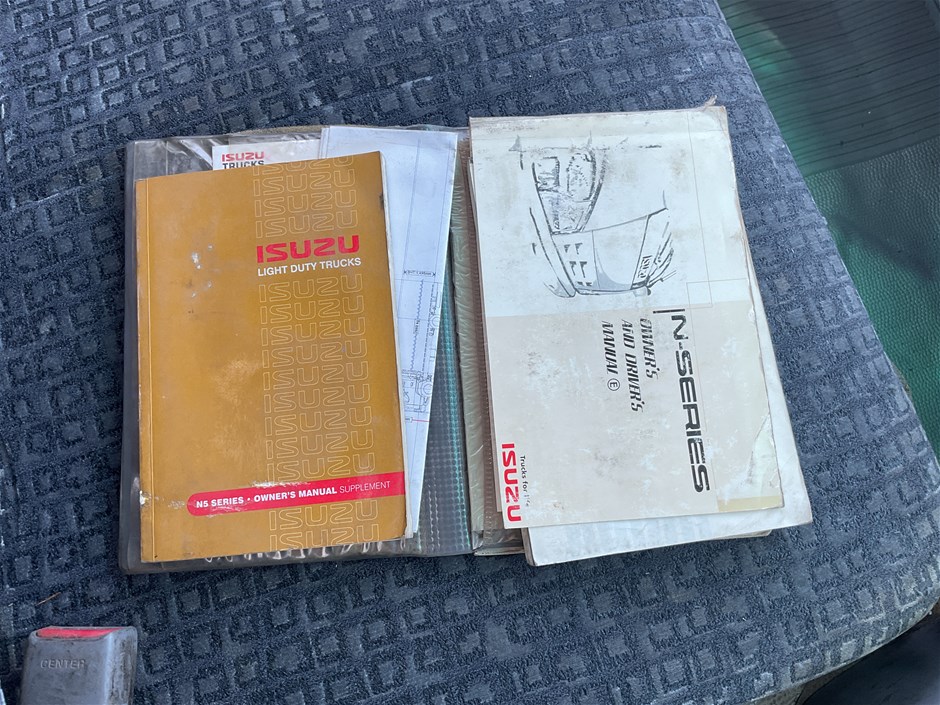 ISUZU
TRUCKS
ISUZU
LIGHT DUTY TRUCKS
N5 SERIES • OWNER'S MANUAL SUPPLEMENT
N-SERIES
OWNER'S
AND DRIVER'S
MANUAL Ⓔ
Trucks for life
ISUZU
CENTER